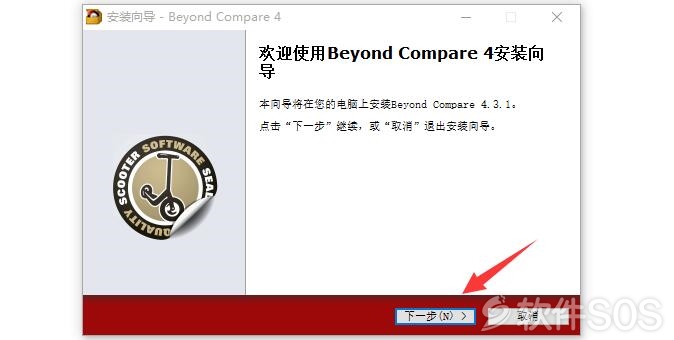 安装向导 - Beyond Compare 4
欢迎使用Beyond Compare 4安装向
导
本向导将在您的电脑上安装Beyond Compare 4.3.1。
点击“下一步”继续，或“取消”退出安装向导。
QUALITY SCOOTER SOFTWARE SEAL
下一步(N) >
取消
软件SOS